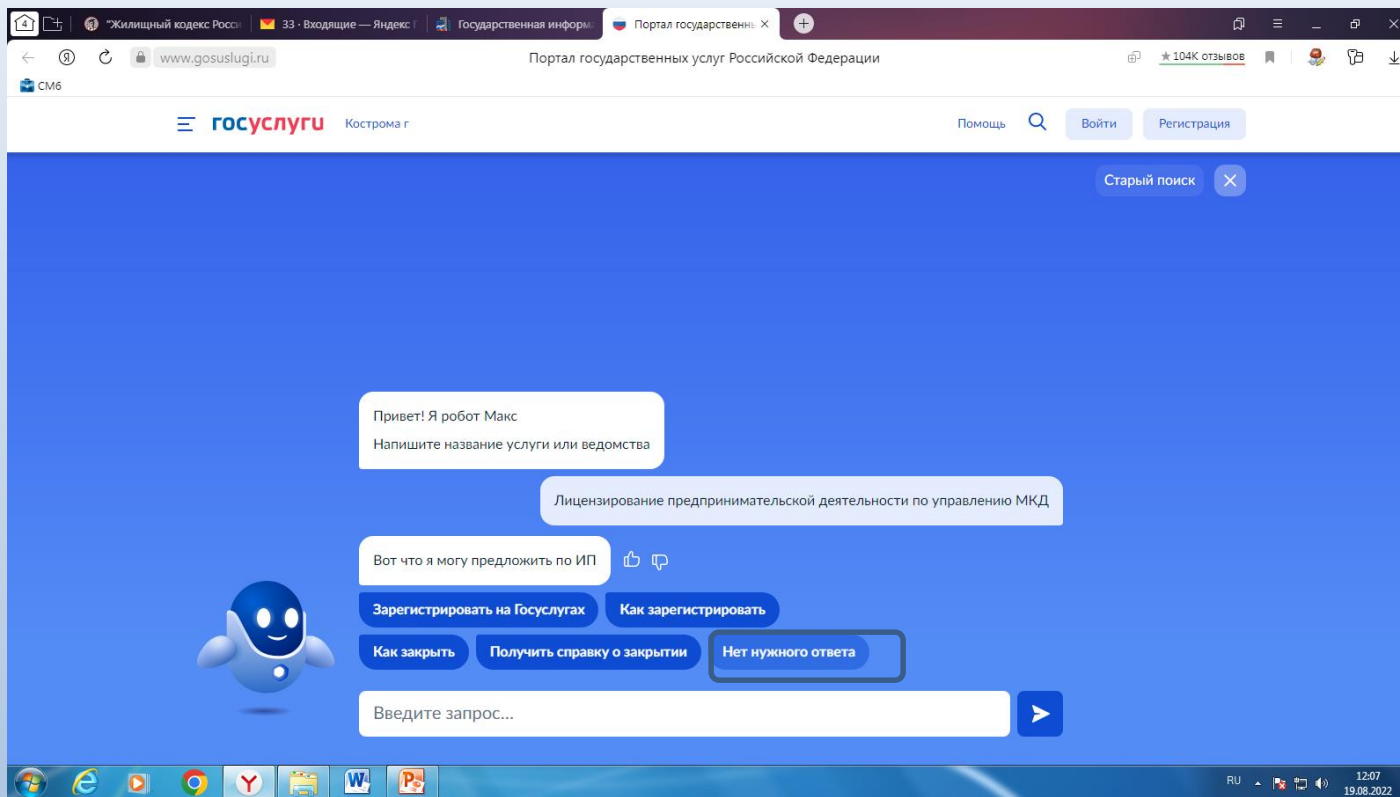 4
"Жилищный кодекс Росси
33 · Входящие — Яндекс
Государственная информ
Портал государственнь
www.gosuslugi.ru
Портал государственных услуг Российской Федерации
★ 104K отзывов
СМ6
госуслуги
Кострома г
Помощь
Войти
Регистрация
Старый поиск
Привет! Я робот Макс
Напишите название услуги или ведомства
Лицензирование предпринимательской деятельности по управлению МКД
Вот что я могу предложить по ИП
Зарегистрировать на Госуслугах
Как зарегистрировать
Как закрыть
Получить справку о закрытии
Нет нужного ответа
Введите запрос...
RU
12:07
19.08.2022